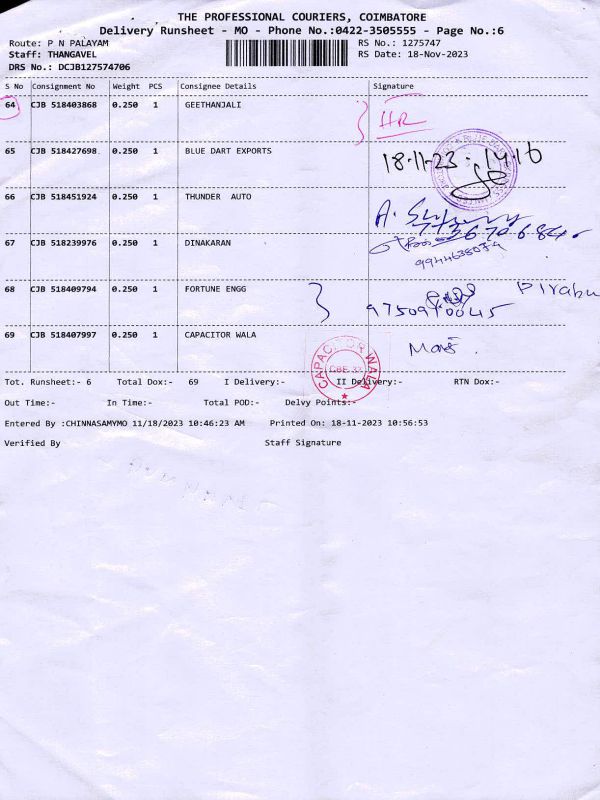 THE PROFESSIONAL COURIERS, COIMBATORE
Delivery Runsheet - MO - Phone No.:0422-3505555 - Page No.:6
Route: P N PALAYAM
RS No.: 1275747
Staff: THANGAVEL
RS Date: 18-Nov-2023
DRS No.: DCJB127574706
S No Consignment No Weight PCS Consignee Details Signature
64 CJB 518403868 0.250 1 GEETHANJALI
HR
65 CJB 518427698 0.250 1 BLUE DART EXPORTS
18-11-23 - 14.16
66 CJB 518451924 0.250 1 THUNDER AUTO
67 CJB 518239976 0.250 1 DINAKARAN
68 CJB 518409794 0.250 1 FORTUNE ENGG
Pirabu
69 CJB 518407997 0.250 1 CAPACITOR WALA
CAPACITOR WALA
CBE 37
Tot. Runsheet:- 6 Total Dox:- 69 I Delivery:- II Delivery:- RTN Dox:-
Out Time:- In Time:- Total POD:- Delvy Points:-
Entered By :CHINNASAMYMO 11/18/2023 10:46:23 AM Printed On: 18-11-2023 10:56:53
Verified By Staff Signature